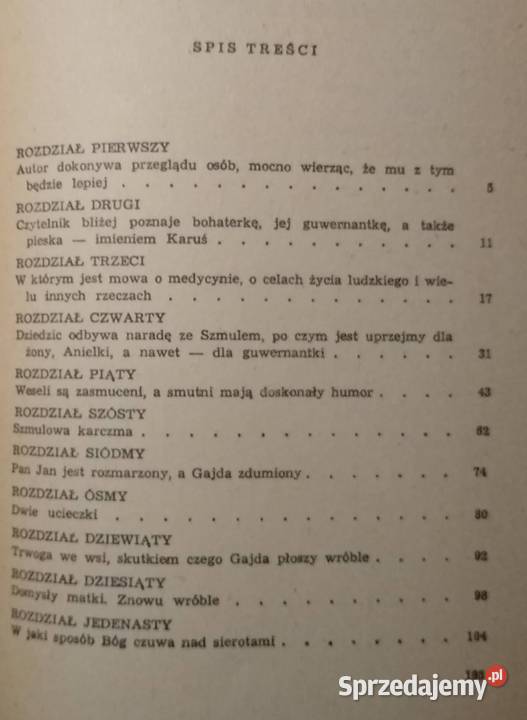 SPIS TREŚCI
ROZDZIAŁ PIERWSZY
Autor dokonywa przeglądu osób, mocno wierząc, że mu z tym
będzie lepiej . . . . . . . . . . . . . . 5
ROZDZIAŁ DRUGI
Czytelnik bliżej poznaje bohaterkę, jej guwernantkę, a także
pieska — imieniem Karuś . . . . . . . . . . 11
ROZDZIAŁ TRZECI
W którym jest mowa o medycynie, o celach życia ludzkiego i wie-
lu innych rzeczach . . . . . . . . . . . . 17
ROZDZIAŁ CZWARTY
Dziedzic odbywa naradę ze Szmulem, po czym jest uprzejmy dla
żony, Anielki, a nawet — dla guwernantki . . . . . . 31
ROZDZIAŁ PIĄTY
Weseli są zasmuceni, a smutni mają doskonały humor . . . . 43
ROZDZIAŁ SZÓSTY
Szmulowa karczma . . . . . . . . . . . . . 62
ROZDZIAŁ SIÓDMY
Pan Jan jest rozmarzony, a Gajda zdumiony . . . . . . . 74
ROZDZIAŁ ÓSMY
Dwie ucieczki . . . . . . . . . . . . . . 80
ROZDZIAŁ DZIEWIĄTY
Trwoga we wsi, skutkiem czego Gajda płoszy wróble . . . . 92
ROZDZIAŁ DZIESIĄTY
Domysły matki. Znowu wróble . . . . . . . . . . 98
ROZDZIAŁ JEDENASTY
W jaki sposób Bóg czuwa nad sierotami . . . . . . . . 104
Sprzedajemy.pl